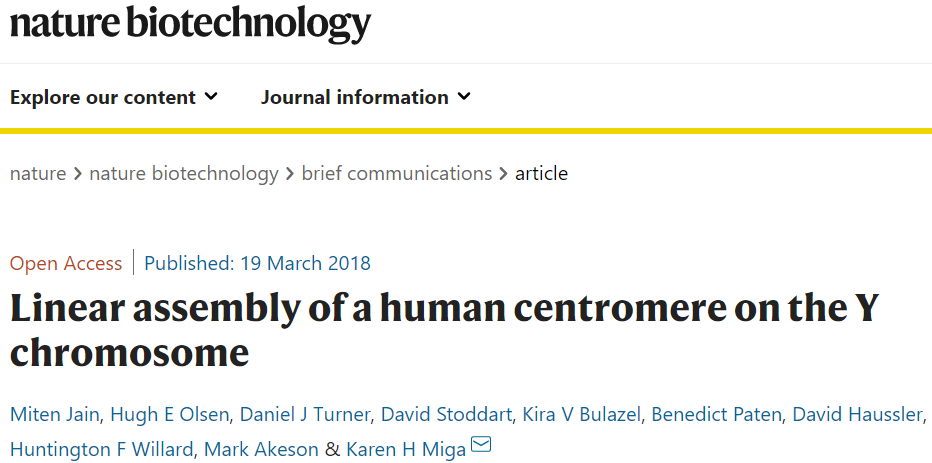 nature biotechnology
Explore our content Journal information
nature > nature biotechnology > brief communications > article
Open Access | Published: 19 March 2018
Linear assembly of a human centromere on the Y
chromosome
Miten Jain, Hugh E Olsen, Daniel J Turner, David Stoddart, Kira V Bulazel, Benedict Paten, David Haussler,
Huntington F Willard, Mark Akeson & Karen H Miga